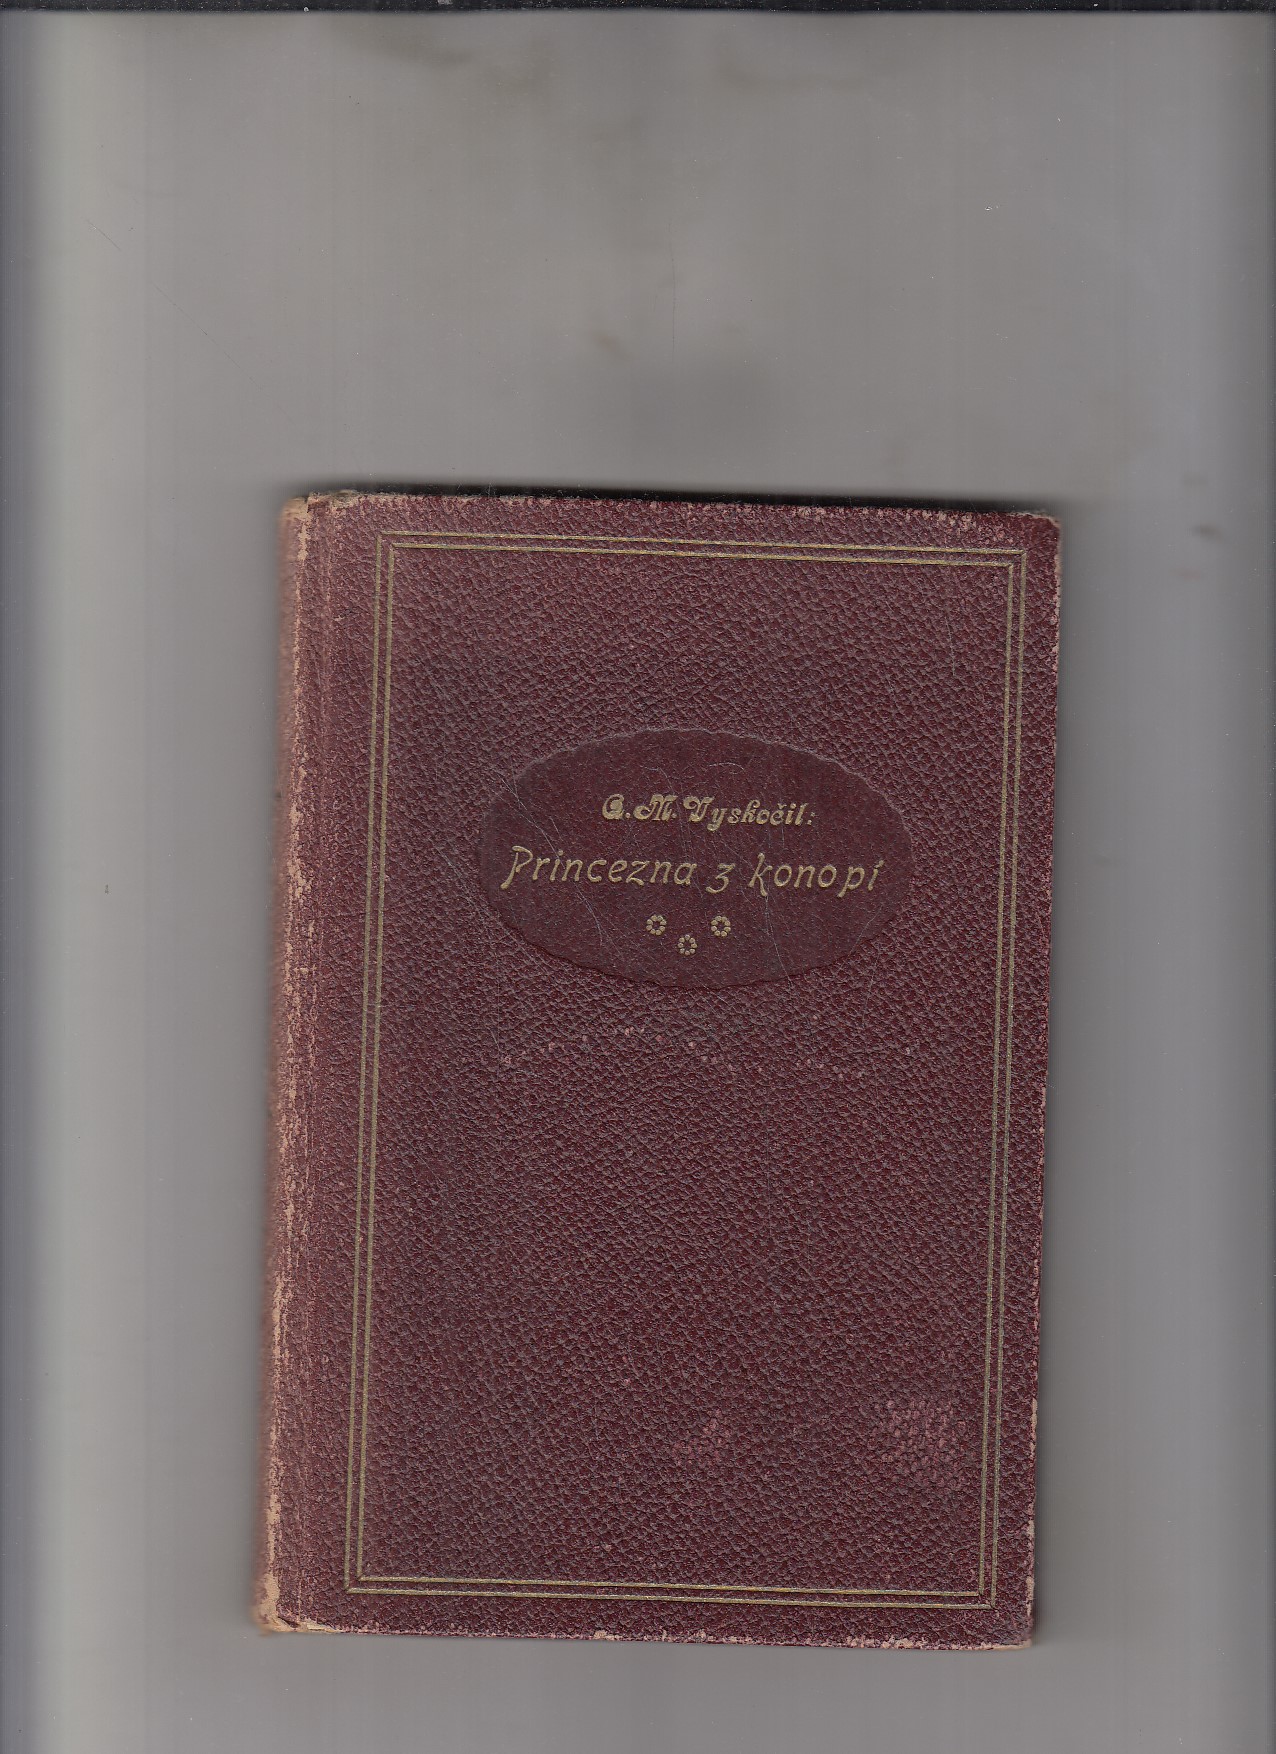 Q. M. Vyskočil:
Princezna z konopí